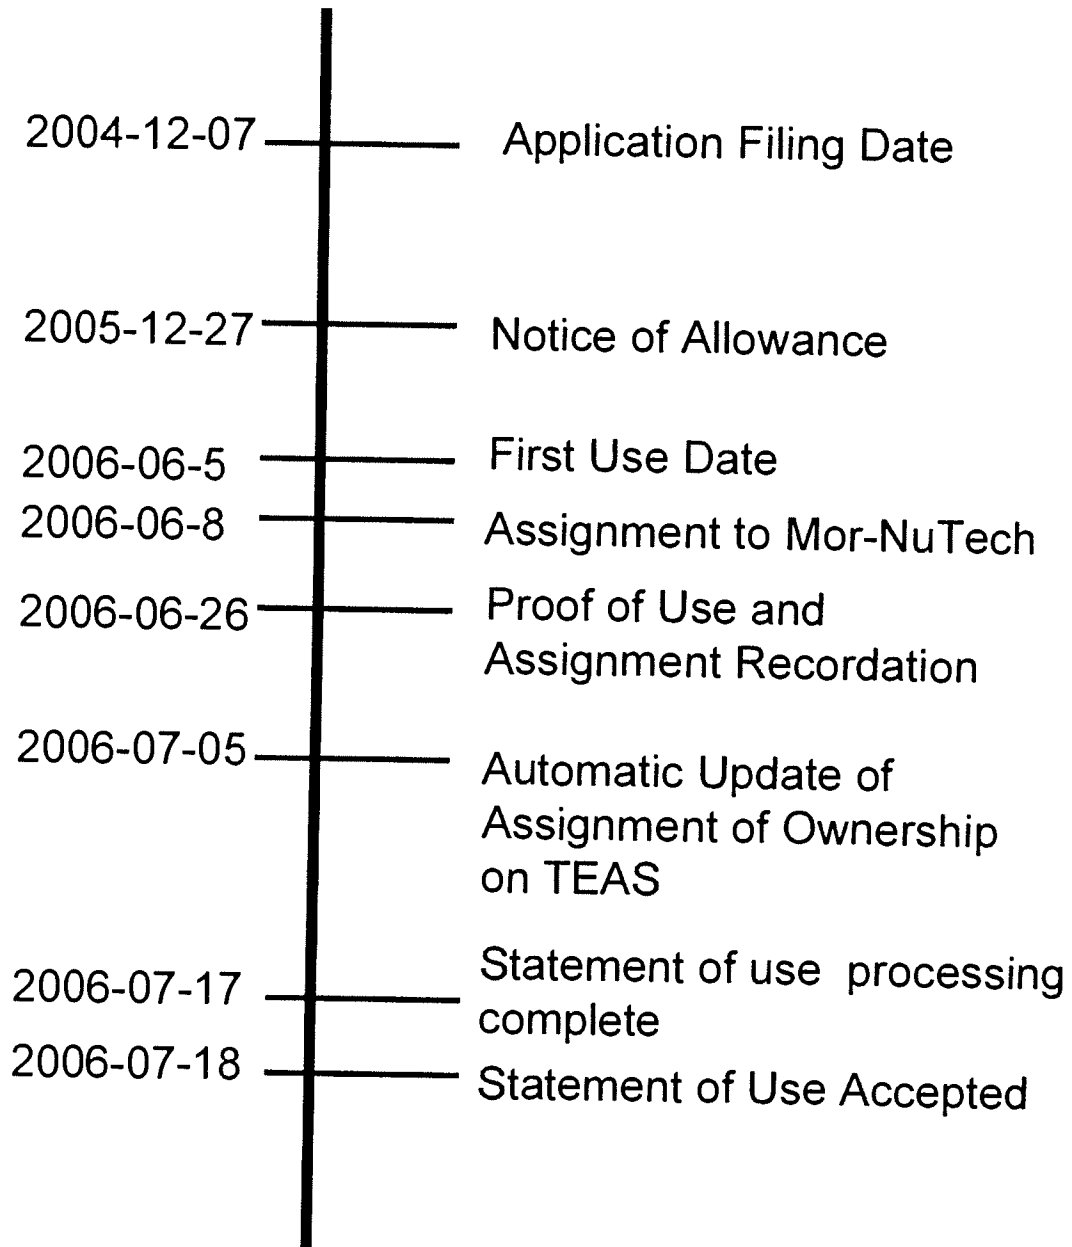 2004-12-07 Application Filing Date
2005-12-27 Notice of Allowance
2006-06-5 First Use Date
2006-06-8 Assignment to Mor-NuTech
2006-06-26 Proof of Use and
Assignment Recordation
2006-07-05 Automatic Update of
Assignment of Ownership
on TEAS
2006-07-17 Statement of use processing
complete
2006-07-18 Statement of Use Accepted